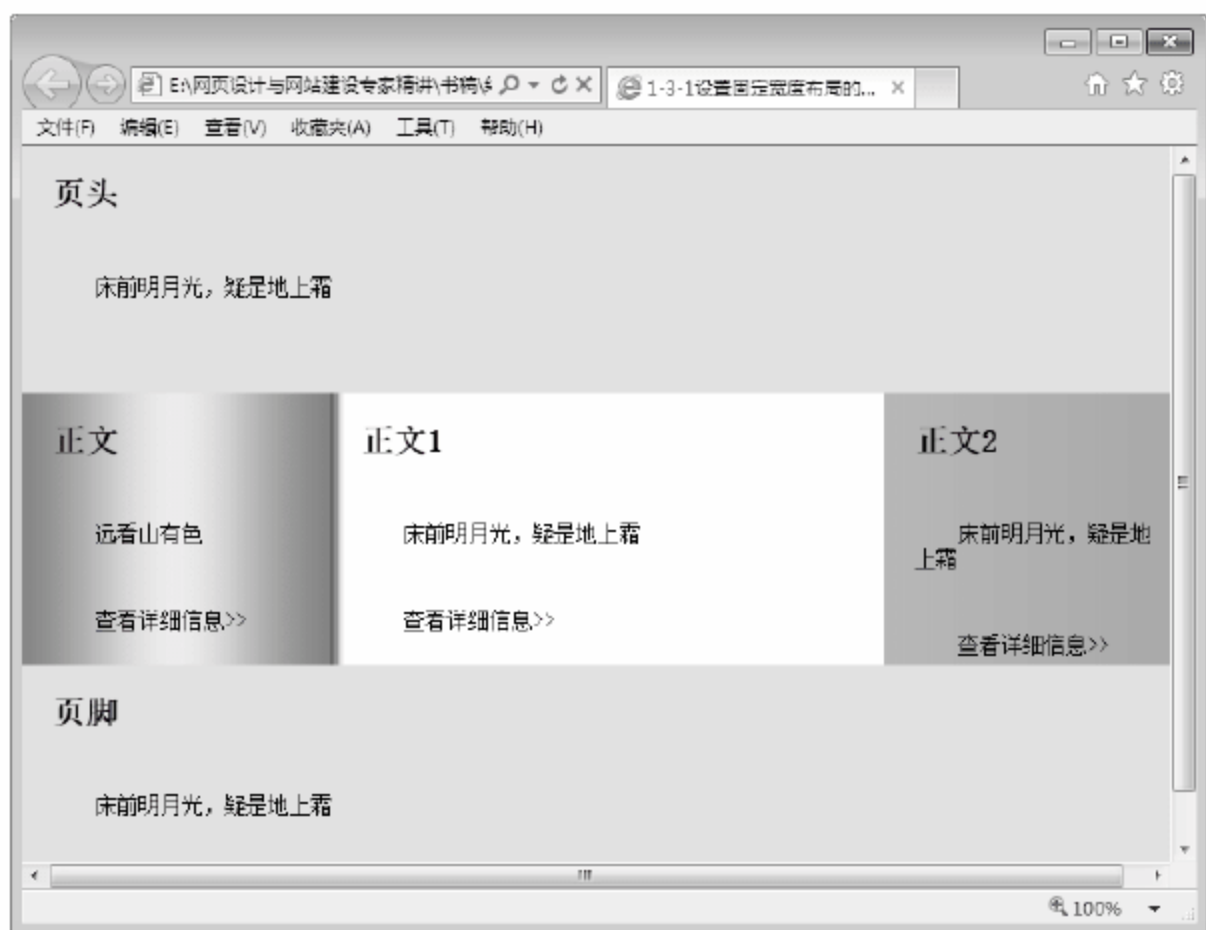 E:\网页设计与网站建设专家精讲\书稿\
1-3-1设置固定宽度布局的...
文件(F) 编辑(E) 查看(V) 收藏夹(A) 工具(T) 帮助(H)
页头
床前明月光，疑是地上霜
正文
远看山有色
查看详细信息>>
正文1
床前明月光，疑是地上霜
查看详细信息>>
正文2
床前明月光，疑是地
上霜
查看详细信息>>
页脚
床前明月光，疑是地上霜
100%